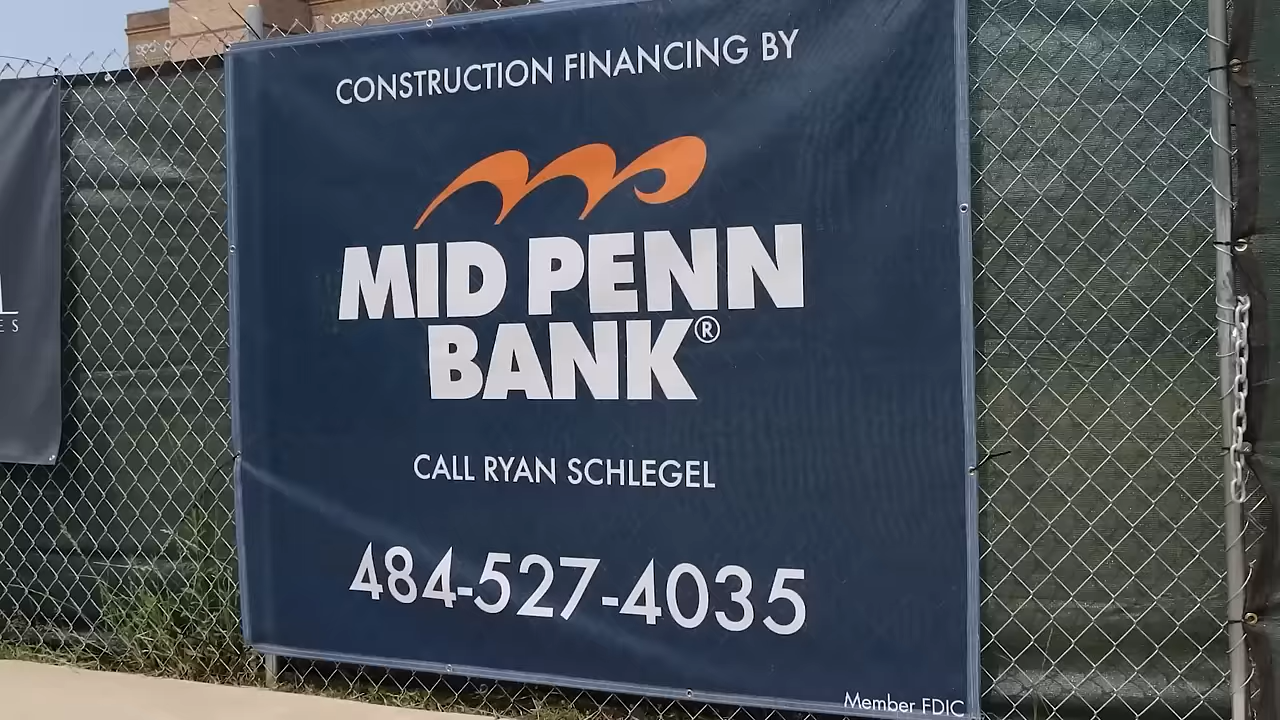 CONSTRUCTION FINANCING BY
MID PENN
BANK®
CALL RYAN SCHLEGEL
484-527-4035
Member FDIC